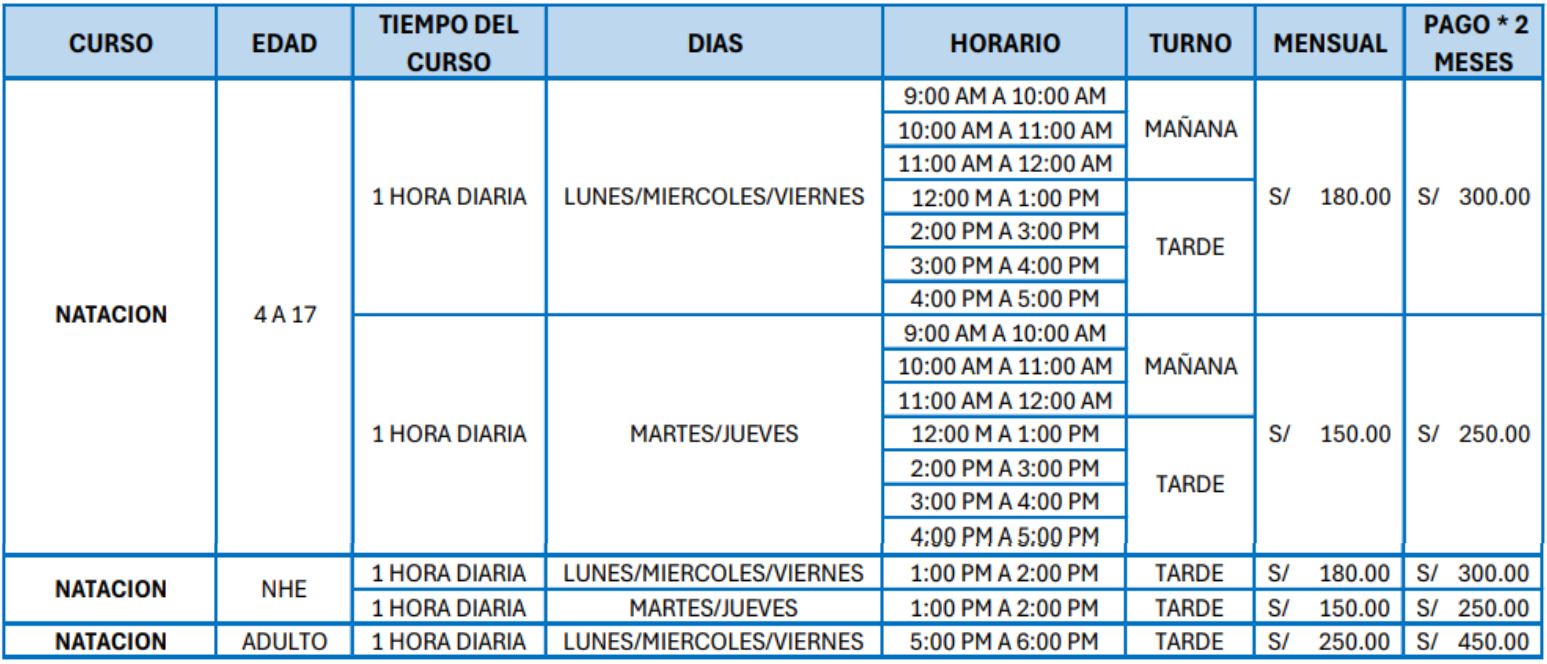 CURSO EDAD TIEMPO DEL CURSO DIAS HORARIO TURNO MENSUAL PAGO * 2 MESES
NATACION 4 A 17 1 HORA DIARIA LUNES/MIERCOLES/VIERNES 9:00 AM A 10:00 AM MAÑANA S/ 180.00 S/ 300.00
10:00 AM A 11:00 AM
11:00 AM A 12:00 AM
12:00 M A 1:00 PM TARDE
2:00 PM A 3:00 PM
3:00 PM A 4:00 PM
4:00 PM A 5:00 PM
1 HORA DIARIA MARTES/JUEVES 9:00 AM A 10:00 AM MAÑANA S/ 150.00 S/ 250.00
10:00 AM A 11:00 AM
11:00 AM A 12:00 AM
12:00 M A 1:00 PM TARDE
2:00 PM A 3:00 PM
3:00 PM A 4:00 PM
4:00 PM A 5:00 PM
NATACION NHE 1 HORA DIARIA LUNES/MIERCOLES/VIERNES 1:00 PM A 2:00 PM TARDE S/ 180.00 S/ 300.00
1 HORA DIARIA MARTES/JUEVES 1:00 PM A 2:00 PM TARDE S/ 150.00 S/ 250.00
NATACION ADULTO 1 HORA DIARIA LUNES/MIERCOLES/VIERNES 5:00 PM A 6:00 PM TARDE S/ 250.00 S/ 450.00